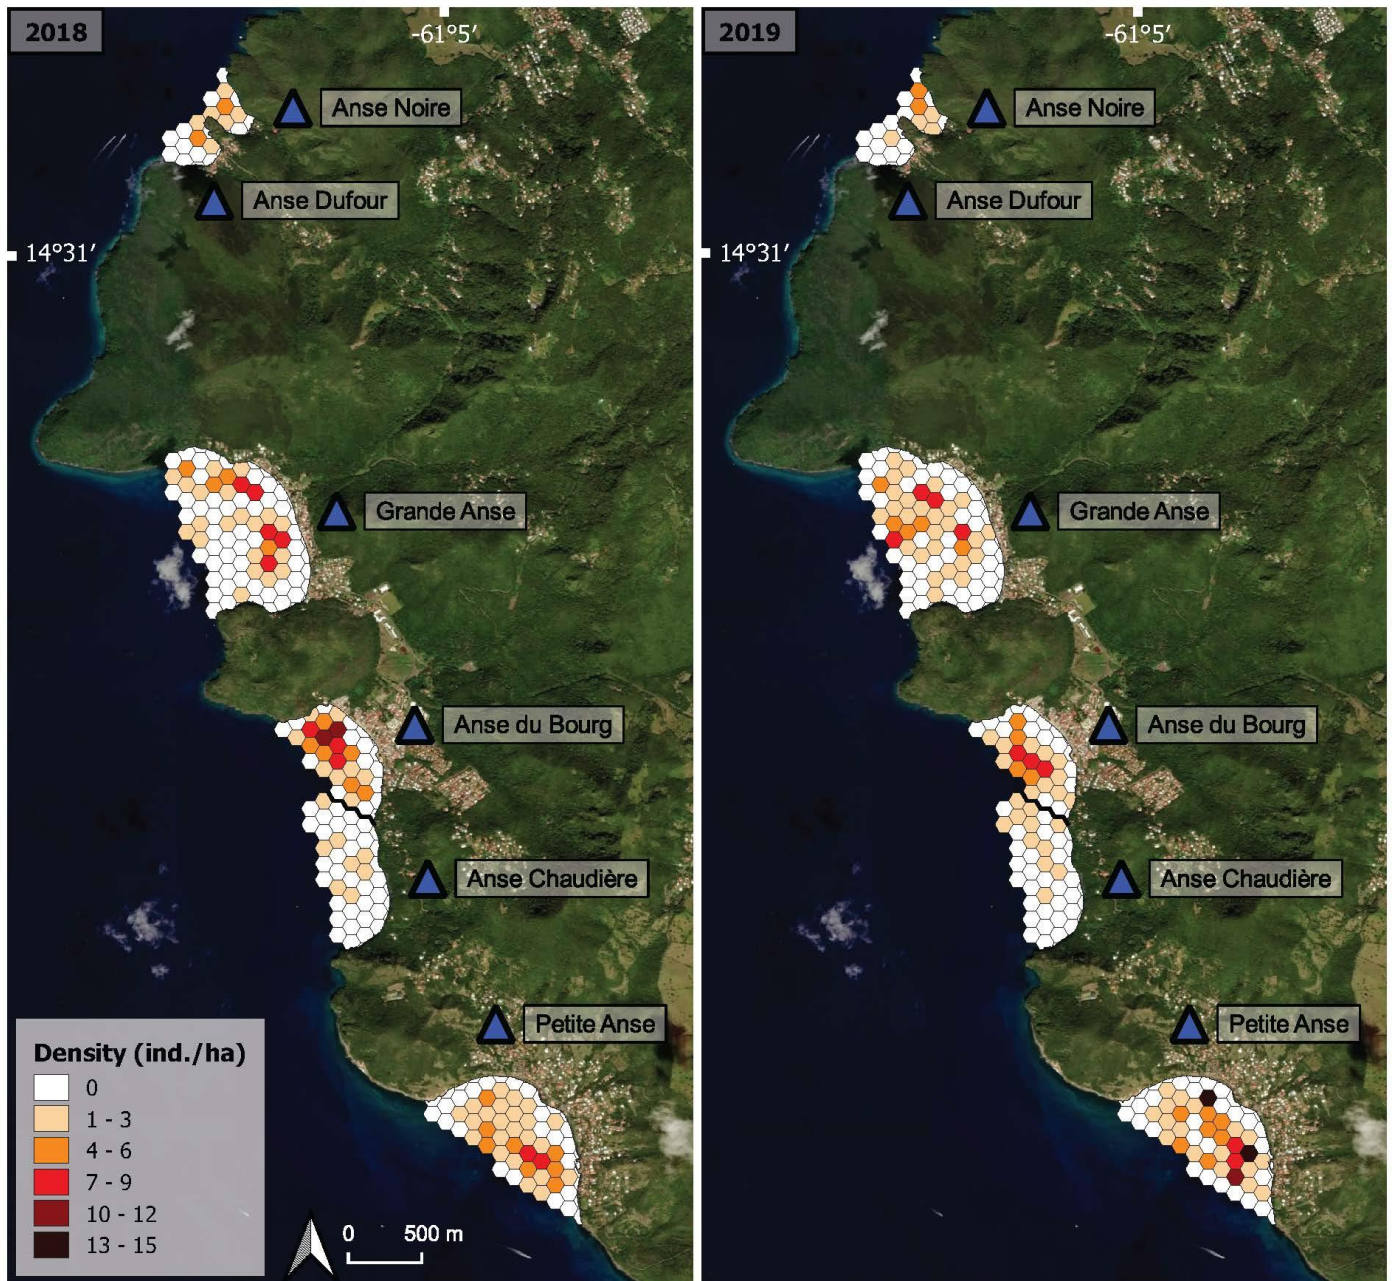 2018
-61°5′
Anse Noire
Anse Dufour
14°31′
Grande Anse
Anse du Bourg
Anse Chaudière
Petite Anse
Density (ind./ha)
0
1 - 3
4 - 6
7 - 9
10 - 12
13 - 15
0 500 m
2019
-61°5′
Anse Noire
Anse Dufour
14°31′
Grande Anse
Anse du Bourg
Anse Chaudière
Petite Anse